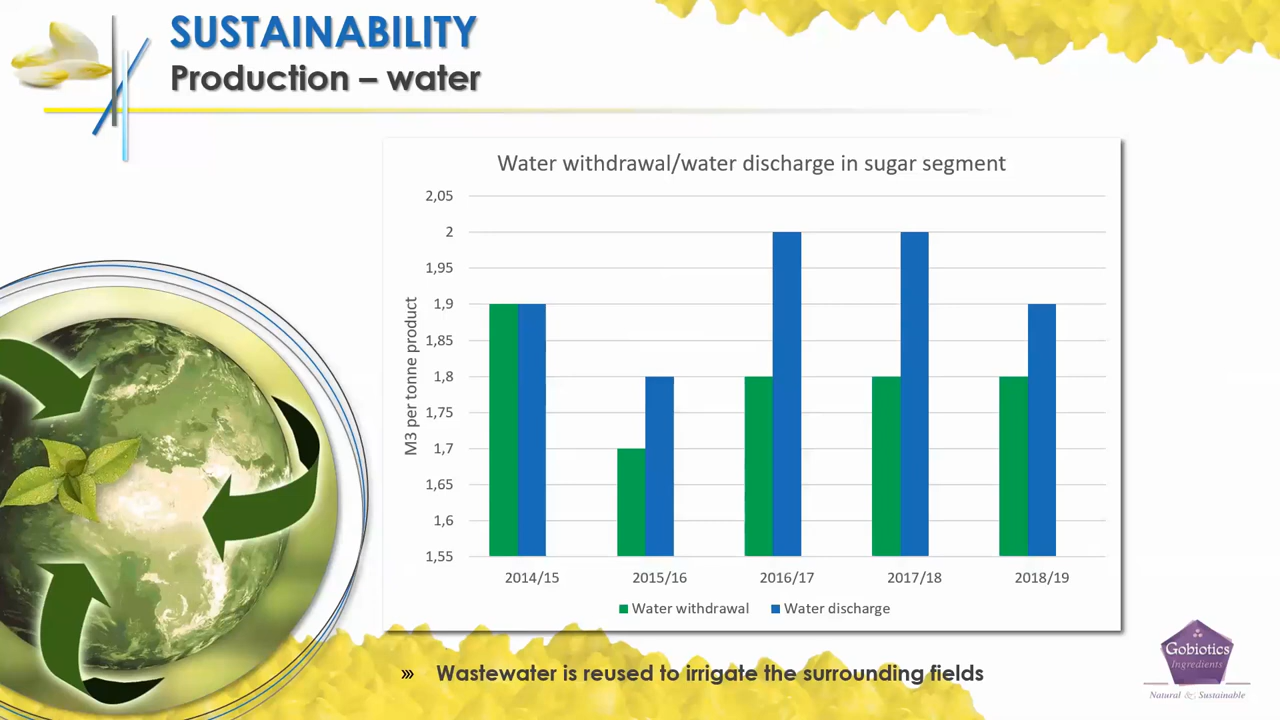 SUSTAINABILITY
Production – water
Water withdrawal/water discharge in sugar segment
M3 per tonne product
2,05
2
1,95
1,9
1,85
1,8
1,75
1,7
1,65
1,6
1,55
2014/15
2015/16
2016/17
2017/18
2018/19
Water withdrawal
Water discharge
» Wastewater is reused to irrigate the surrounding fields
Gobiotics
Ingredients
Natural & Sustainable